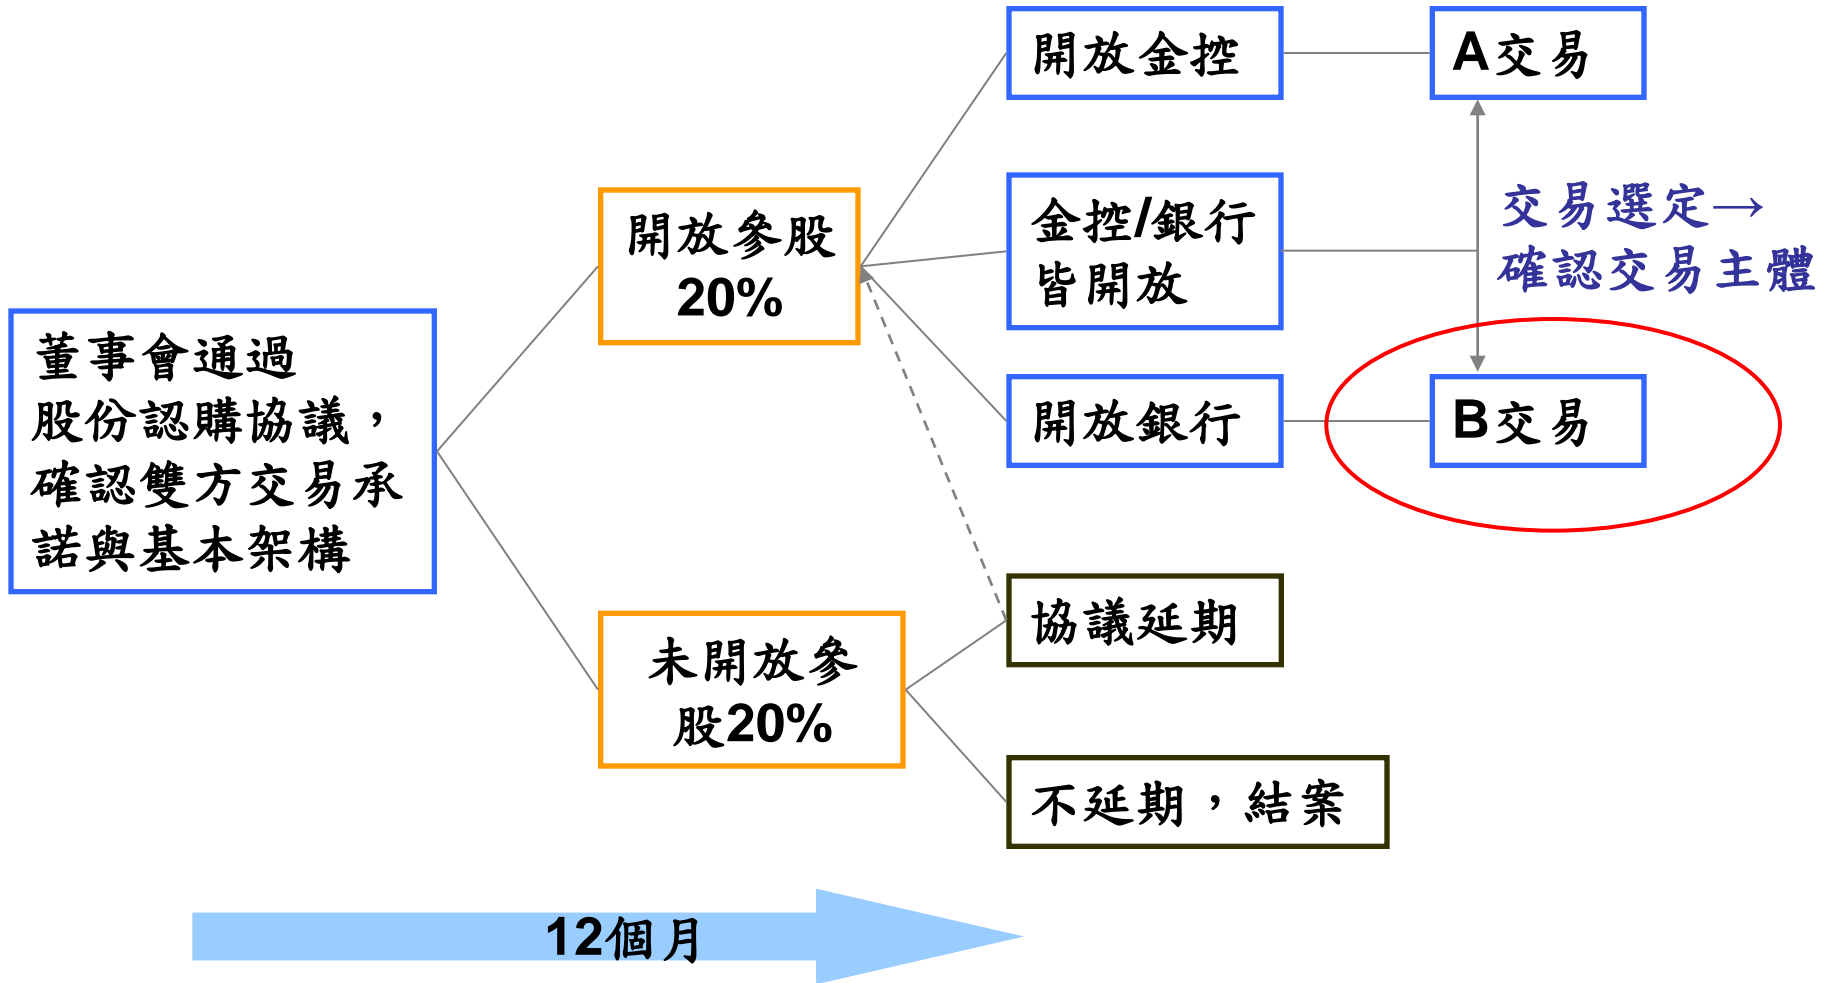 董事會通過
股份認購協議，
確認雙方交易承
諾與基本架構
開放參股
20%
未開放參
股20%
開放金控
金控/銀行
皆開放
開放銀行
協議延期
不延期，結案
A交易
交易選定→
確認交易主體
B交易
12個月